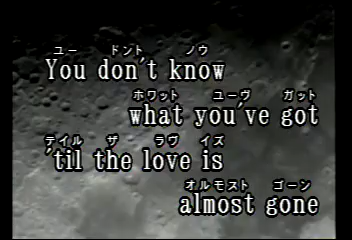 ユー ドント ノウ
You don't know
ホワット ユーヴ ガット
what you've got
テイル ザ ラヴ イズ
'til the love is
オルモスト ゴーン
almost gone